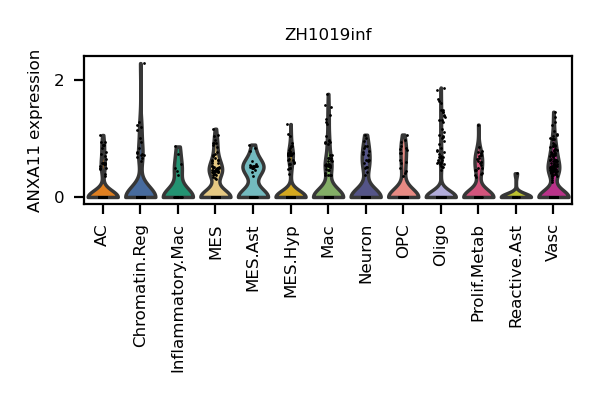 ZH1019inf
ANXA11 expression
2
0
AC
Chromatin.Reg
Inflammatory.Mac
MES
MES.Ast
MES.Hyp
Mac
Neuron
OPC
Oligo
Prolif.Metab
Reactive.Ast
Vasc